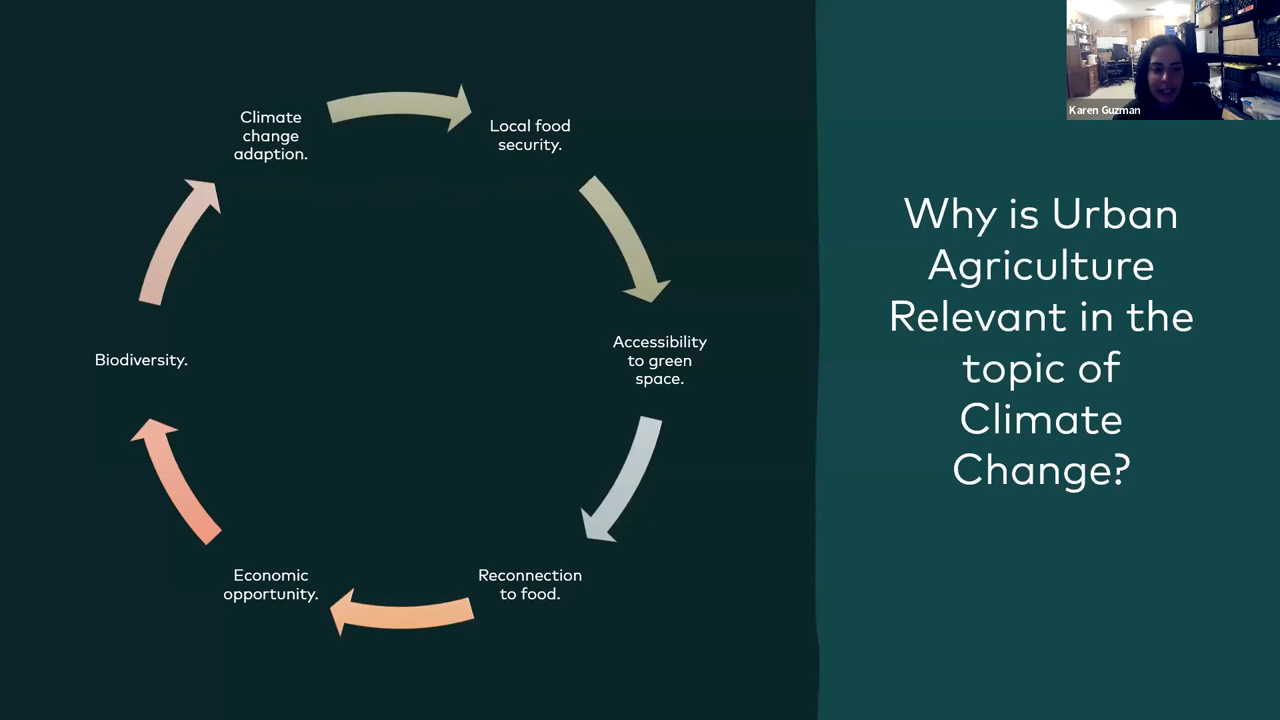 Karen Guzman
Climate
change
adaption.
Local food
security.
Accessibility
to green
space.
Reconnection
to food.
Economic
opportunity.
Biodiversity.
Why is Urban
Agriculture
Relevant in the
topic of
Climate
Change?